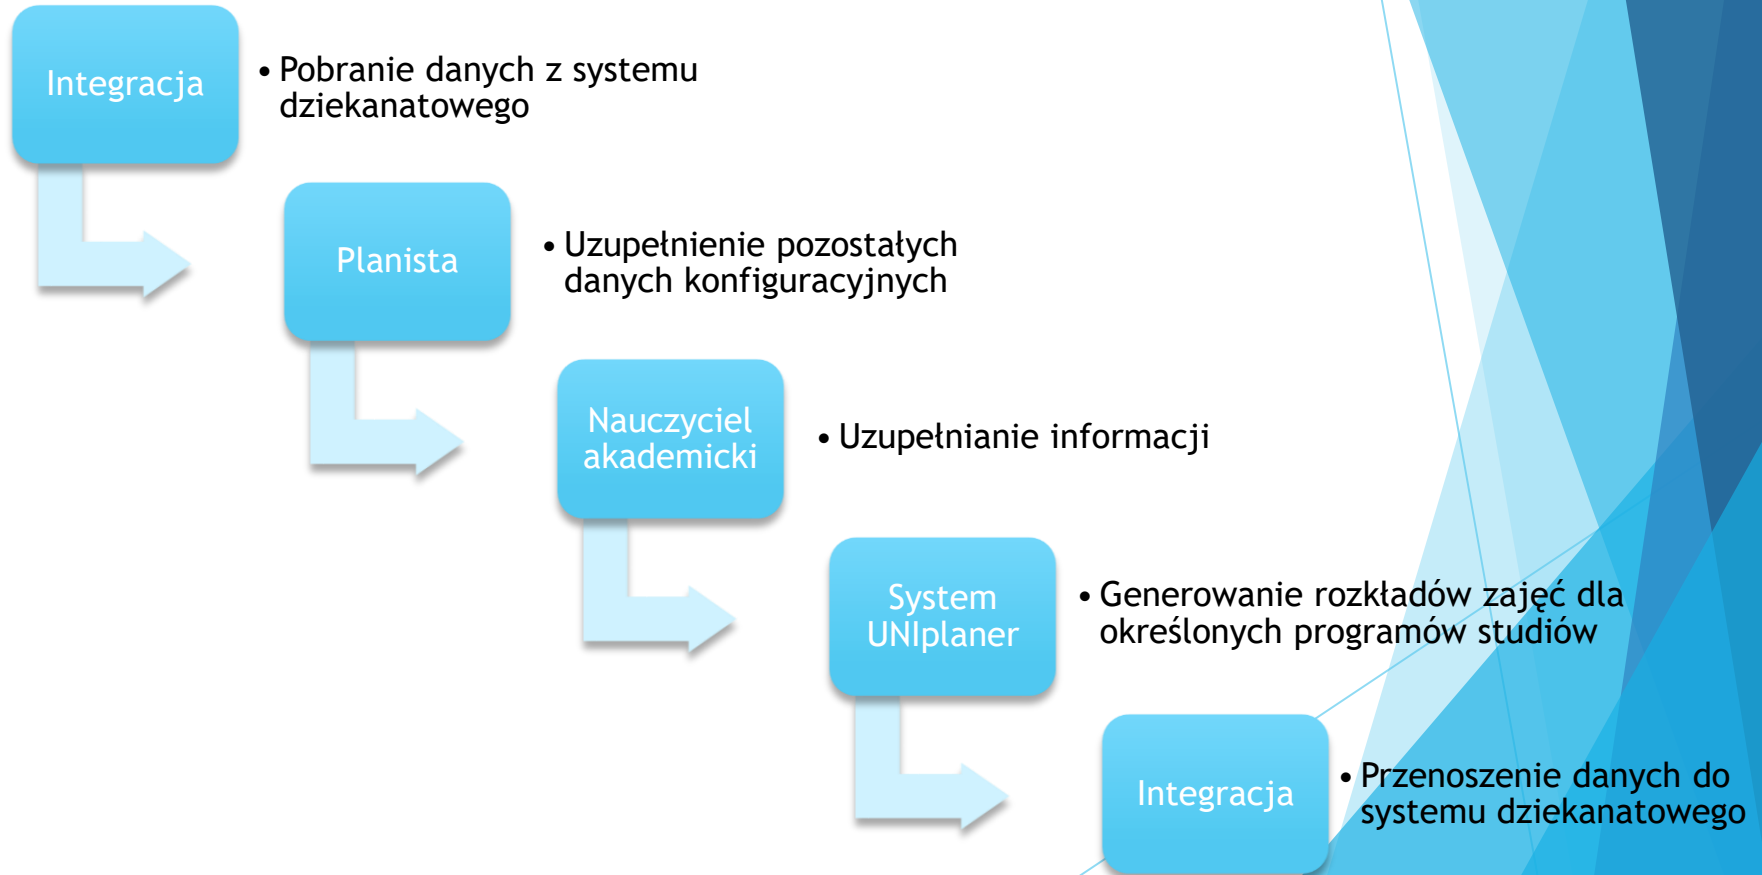 Integracja
• Pobranie danych z systemu
dziekanatowego
Planista
• Uzupełnienie pozostałych
danych konfiguracyjnych
Nauczyciel
akademicki
• Uzupełnianie informacji
System
UNIplaner
• Generowanie rozkładów zajęć dla
określonych programów studiów
Integracja
• Przenoszenie danych do
systemu dziekanatowego